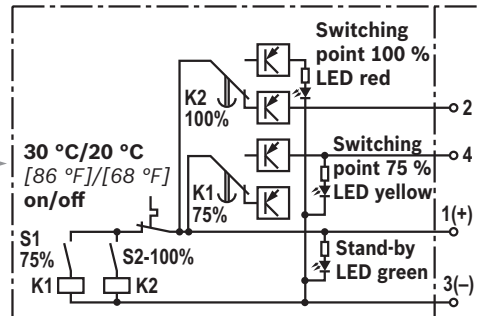 Switching
point 100 %
LED red
K2
100%
2
30 °C/20 °C
[86 °F]/[68 °F]
on/off
4
Switching
point 75 %
LED yellow
K1
75%
1(+)
S1
75%
S2-100%
Stand-by
LED green
K1
K2
3(–)